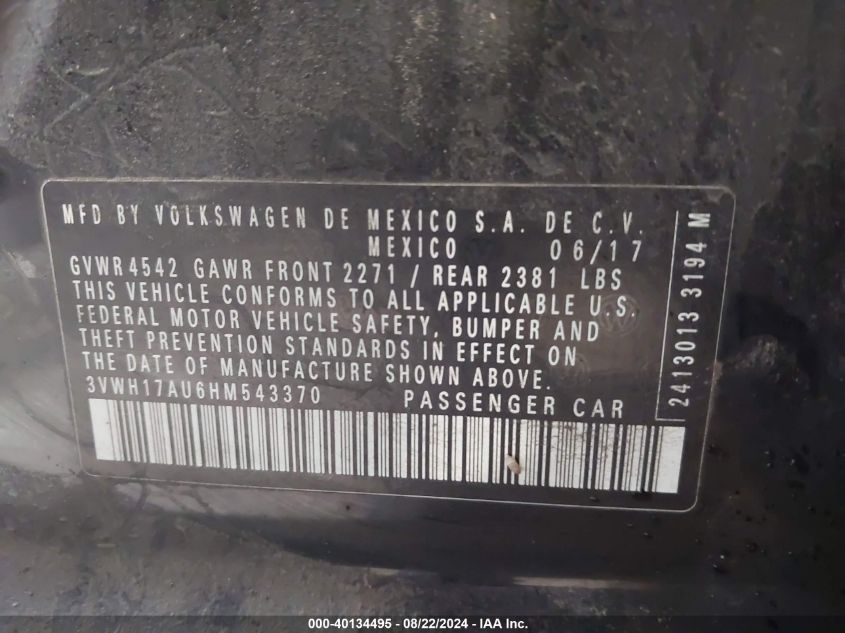 MFD BY VOLKSWAGEN DE MEXICO S.A. DE C.V.
MEXICO 06/17
GVWR 4542 GAWR FRONT 2271 / REAR 2381 LBS
THIS VEHICLE CONFORMS TO ALL APPLICABLE U.S.
FEDERAL MOTOR VEHICLE SAFETY, BUMPER AND
THEFT PREVENTION STANDARDS IN EFFECT ON
THE DATE OF MANUFACTURE SHOWN ABOVE.
3VWH17AU6HM543370 PASSENGER CAR
2413013 3194 M
000-40134495 - 08/22/2024 - IAA Inc.